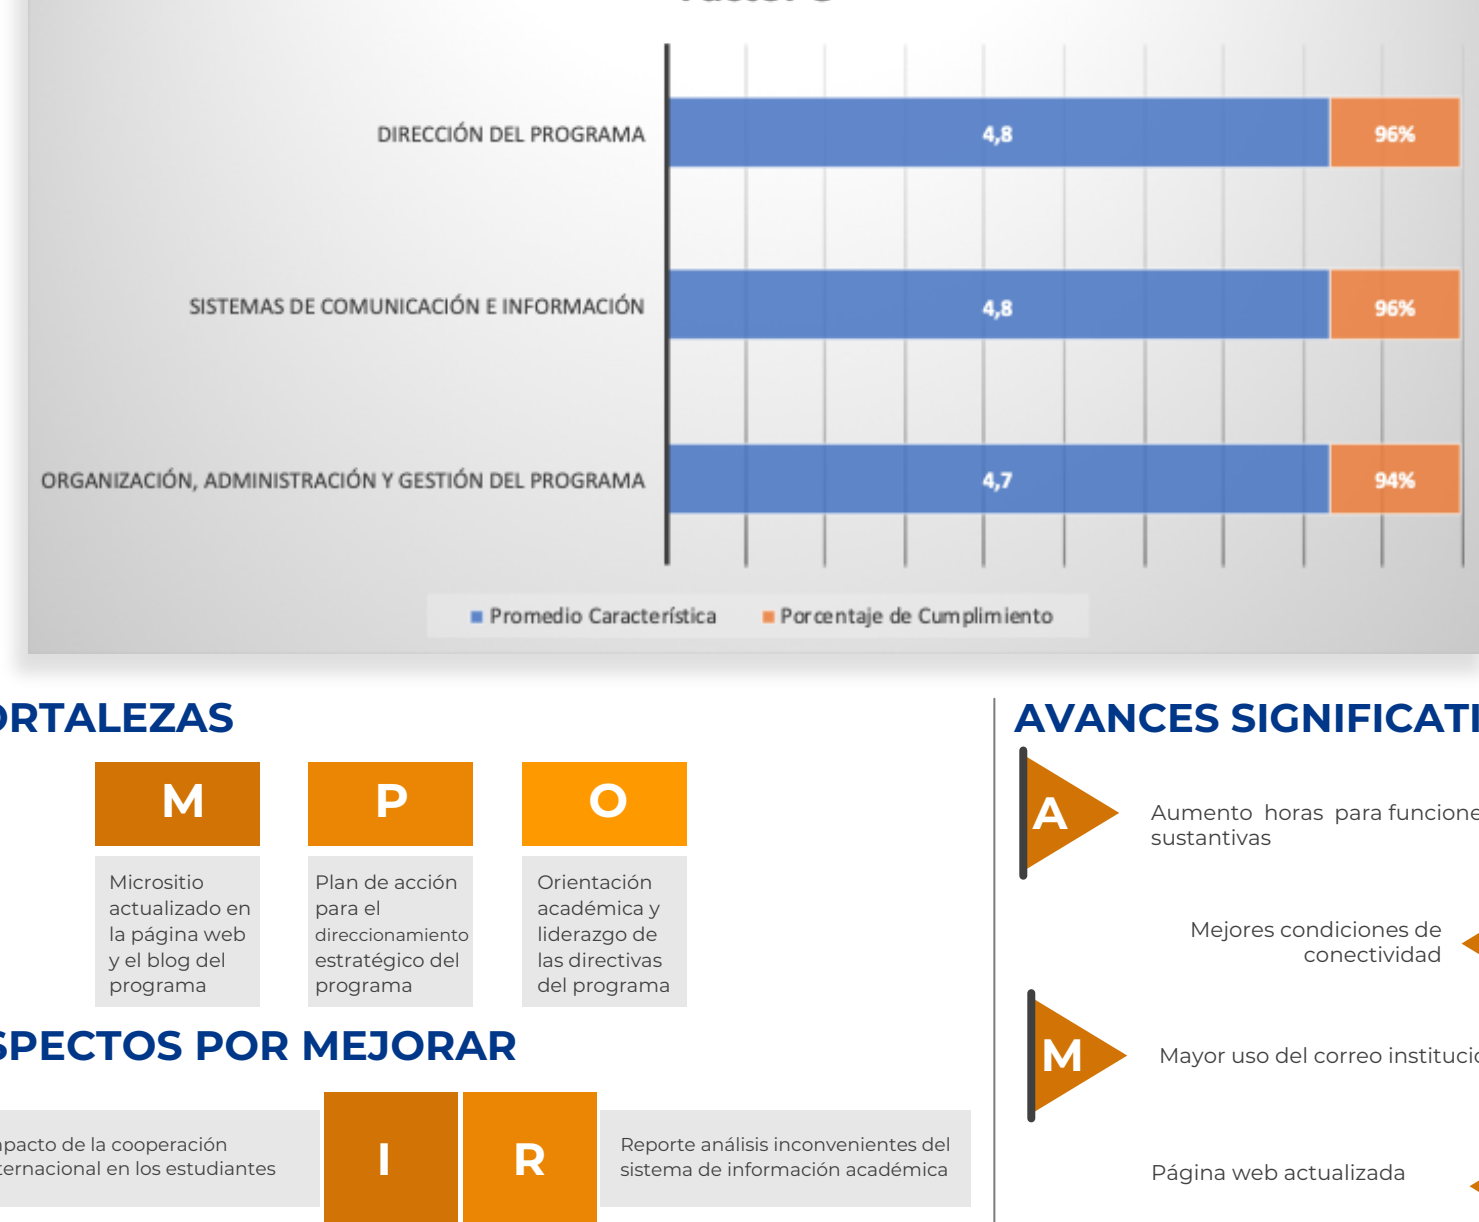 DIRECCIÓN DEL PROGRAMA
4,8
96%
SISTEMAS DE COMUNICACIÓN E INFORMACIÓN
4,8
96%
ORGANIZACIÓN, ADMINISTRACIÓN Y GESTIÓN DEL PROGRAMA
4,7
94%
Promedio Característica
Porcentaje de Cumplimiento
ORTALEZAS
M
Micrositio
actualizado en
la página web
y el blog del
programa
P
Plan de acción
para el
direccionamiento
estratégico del
programa
O
Orientación
académica y
liderazgo de
las directivas
del programa
SPECTOS POR MEJORAR
npacto de la cooperación
ternacional en los estudiantes
I
R
Reporte análisis inconvenientes del
sistema de información académica
AVANCES SIGNIFICATI
A
Aumento horas para funcione
sustantivas
Mejores condiciones de
conectividad
M
Mayor uso del correo instituci
Página web actualizada